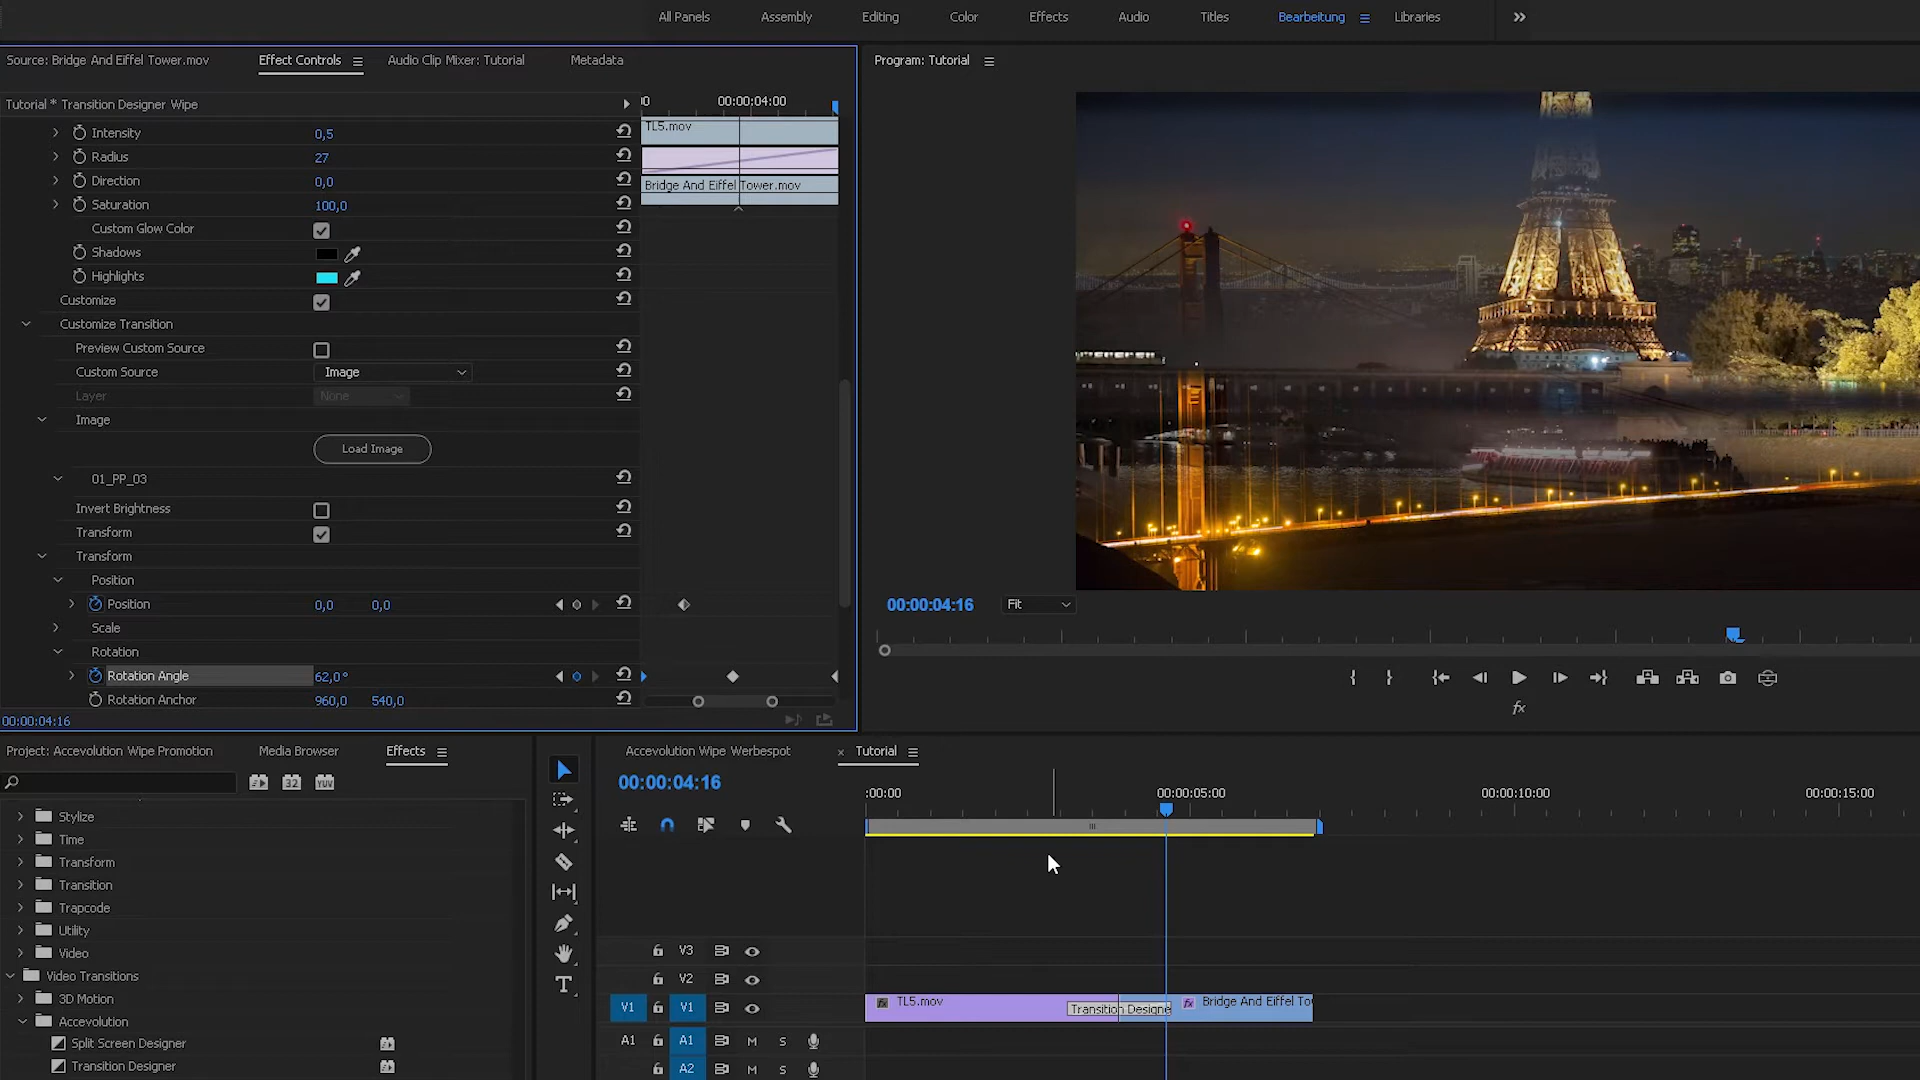 All Panels Assembly Editing Color Effects Audio Titles Bearbeitung Libraries
Source: Bridge And Eiffel Tower.mov Effect Controls Audio Clip Mixer: Tutorial Metadata
Program: Tutorial
Tutorial * Transition Designer Wipe
:00 00:00:04:00
Intensity 0,5
TL5.mov
Radius 27
Direction 0,0
Bridge And Eiffel Tower.mov
Saturation 100,0
Custom Glow Color
Shadows
Highlights
Customize
Customize Transition
Preview Custom Source
Custom Source Image
Layer None
Image
Load Image
01_PP_03
Invert Brightness
Transform
Transform
Position
Position 0,0 0,0
Scale
Rotation
Rotation Angle 62,0°
Rotation Anchor 960,0 540,0
00:00:04:16
00:00:04:16 Fit
fx
Project: Accevolution Wipe Promotion Media Browser Effects
32 YUV
Stylize
Time
Transform
Transition
Trapcode
Utility
Video
Video Transitions
3D Motion
Accevolution
Split Screen Designer
Transition Designer
T
Accevolution Wipe Werbespot × Tutorial
00:00:04:16
:00:00 00:00:05:00 00:00:10:00 00:00:15:00
V3
V2
V1 V1
fx TL5.mov Transition Designe fx Bridge And Eiffel To
A1 A1 M S
A2 M S